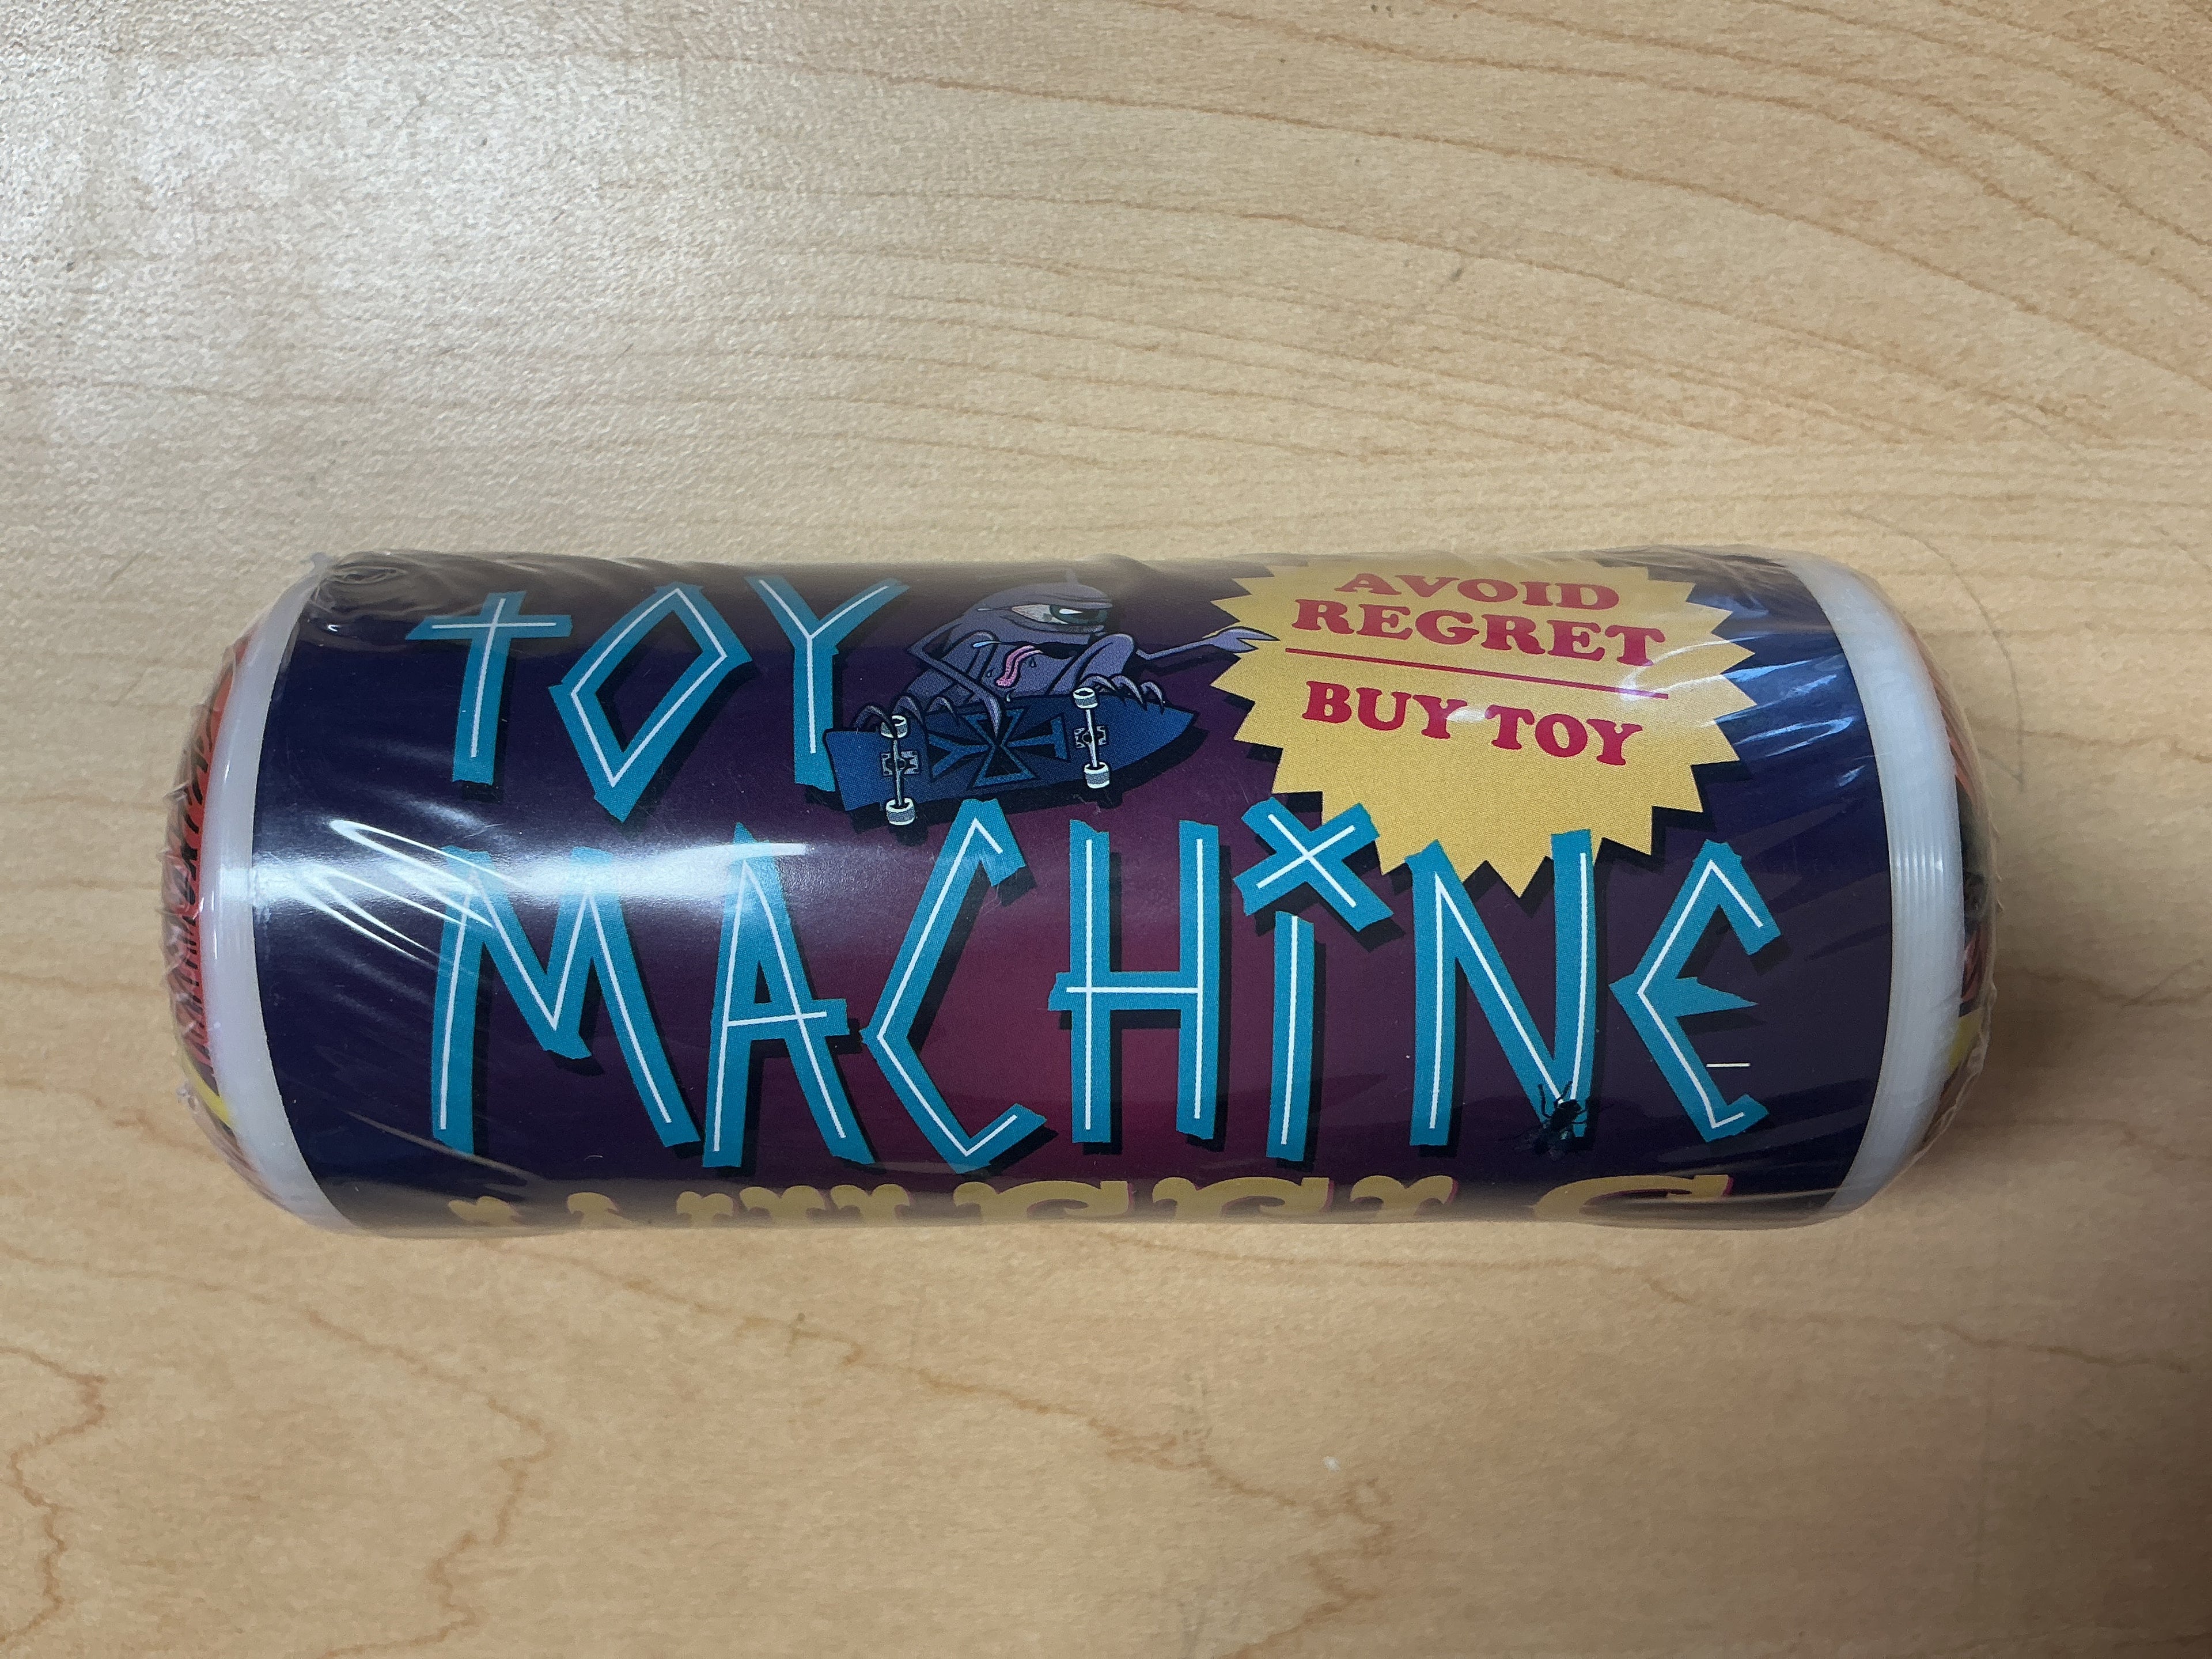 TOY
MACHiNE
AVOID
REGRET
BUY TOY